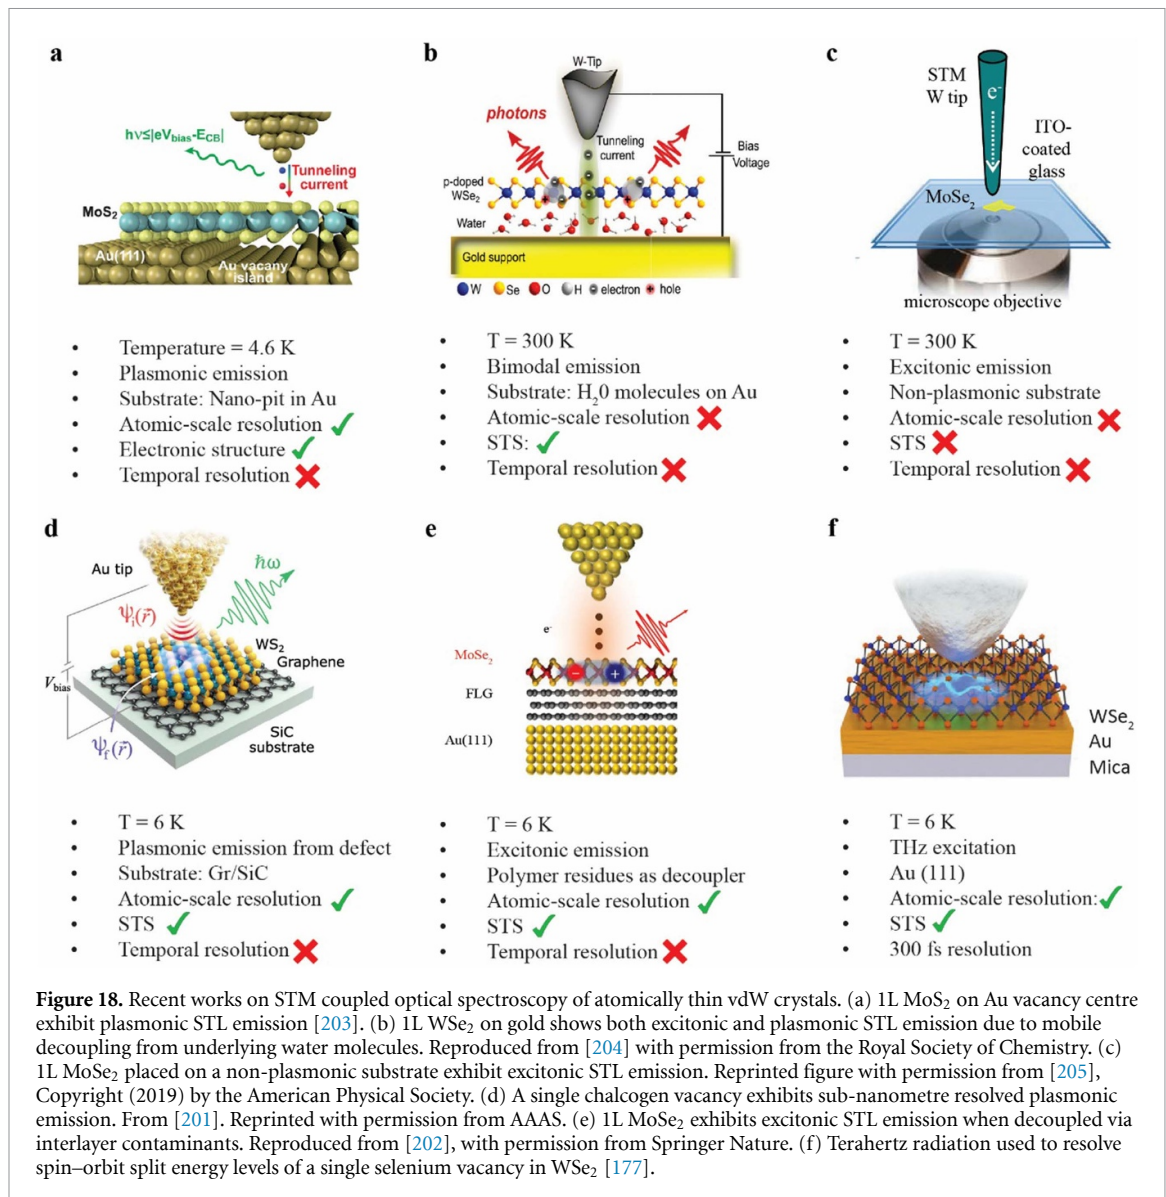 a
hν≤|eVbias-ECB|
Tunneling
current
MoS2
Au(111)
Au vacany
island
• Temperature = 4.6 K
• Plasmonic emission
• Substrate: Nano-pit in Au
• Atomic-scale resolution ✓
• Electronic structure ✓
• Temporal resolution ✗
b
W-Tip
photons
Tunneling
current
Bias
Voltage
p-doped
WSe2
Water
Gold support
W Se O H electron hole
• T = 300 K
• Bimodal emission
• Substrate: H20 molecules on Au
• Atomic-scale resolution ✗
• STS: ✓
• Temporal resolution ✗
c
STM
W tip
e-
ITO-
coated
glass
MoSe2
microscope objective
• T = 300 K
• Excitonic emission
• Non-plasmonic substrate
• Atomic-scale resolution ✗
• STS ✗
• Temporal resolution ✗
d
Au tip
ħω
Ψi(r⃗)
WS2
Graphene
Vbias
SiC
substrate
Ψf(r⃗)
• T = 6 K
• Plasmonic emission from defect
• Substrate: Gr/SiC
• Atomic-scale resolution ✓
• STS ✓
• Temporal resolution ✗
e
e-
MoSe2
− +
FLG
Au(111)
• T = 6 K
• Excitonic emission
• Polymer residues as decoupler
• Atomic-scale resolution ✓
• STS ✓
• Temporal resolution ✗
f
WSe2
Au
Mica
• T = 6 K
• THz excitation
• Au (111)
• Atomic-scale resolution: ✓
• STS ✓
• 300 fs resolution
Figure 18. Recent works on STM coupled optical spectroscopy of atomically thin vdW crystals. (a) 1L MoS2 on Au vacancy centre
exhibit plasmonic STL emission [203]. (b) 1L WSe2 on gold shows both excitonic and plasmonic STL emission due to mobile
decoupling from underlying water molecules. Reproduced from [204] with permission from the Royal Society of Chemistry. (c)
1L MoSe2 placed on a non-plasmonic substrate exhibit excitonic STL emission. Reprinted figure with permission from [205],
Copyright (2019) by the American Physical Society. (d) A single chalcogen vacancy exhibits sub-nanometre resolved plasmonic
emission. From [201]. Reprinted with permission from AAAS. (e) 1L MoSe2 exhibits excitonic STL emission when decoupled via
interlayer contaminants. Reproduced from [202], with permission from Springer Nature. (f) Terahertz radiation used to resolve
spin–orbit split energy levels of a single selenium vacancy in WSe2 [177].